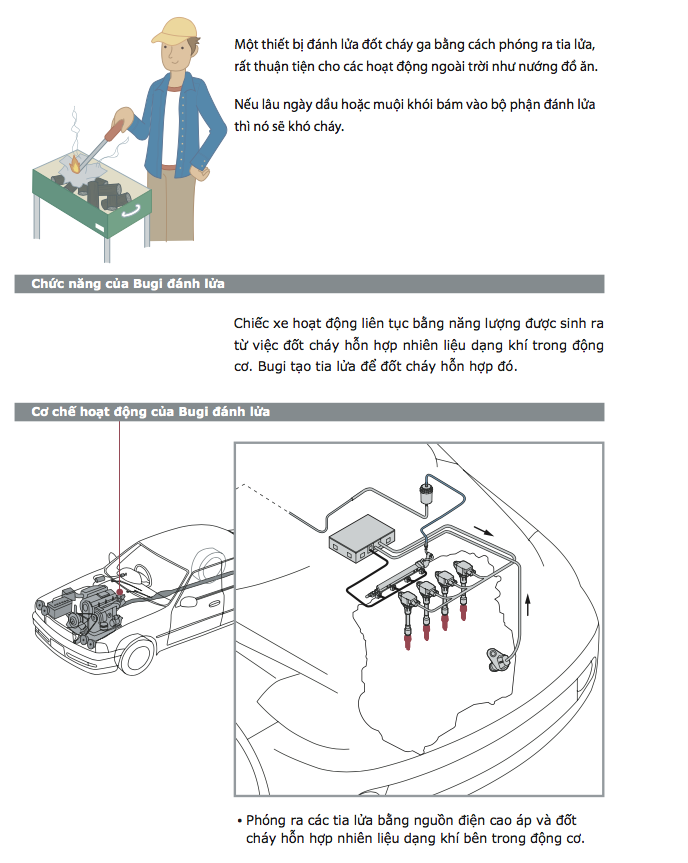 Một thiết bị đánh lửa đốt cháy ga bằng cách phóng ra tia lửa,
rất thuận tiện cho các hoạt động ngoài trời như nướng đồ ăn.
Nếu lâu ngày dầu hoặc muội khói bám vào bộ phận đánh lửa
thì nó sẽ khó cháy.
Chức năng của Bugi đánh lửa
Chiếc xe hoạt động liên tục bằng năng lượng được sinh ra
từ việc đốt cháy hỗn hợp nhiên liệu dạng khí trong động
cơ. Bugi tạo tia lửa để đốt cháy hỗn hợp đó.
Cơ chế hoạt động của Bugi đánh lửa
• Phóng ra các tia lửa bằng nguồn điện cao áp và đốt
cháy hỗn hợp nhiên liệu dạng khí bên trong động cơ.